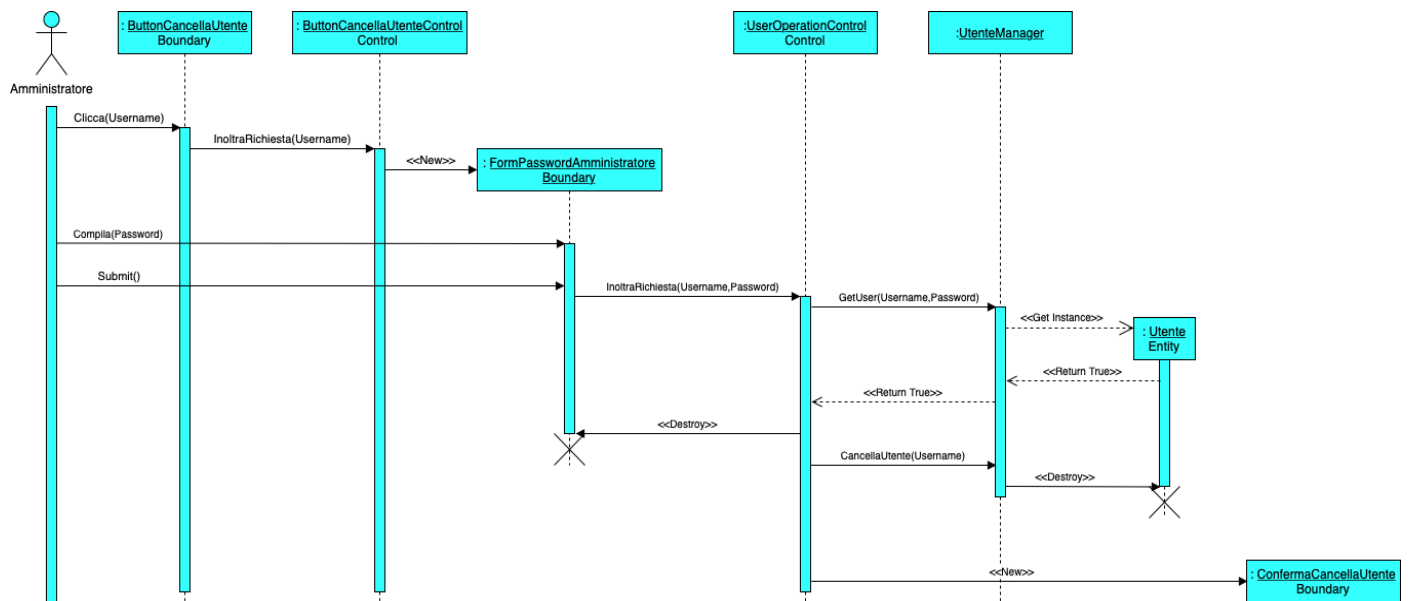 : ButtonCancellaUtente
Boundary
: ButtonCancellaUtenteControl
Control
:UserOperationControl
Control
:UtenteManager
Amministratore
Clicca(Username)
InoltraRichiesta(Username)
<<New>>
: FormPasswordAmministratore
Boundary
Compila(Password)
Submit()
InoltraRichiesta(Username,Password)
GetUser(Username,Password)
<<Get Instance>>
: Utente
Entity
<<Return True>>
<<Return True>>
<<Destroy>>
CancellaUtente(Username)
<<Destroy>>
<<New>>
: ConfermaCancellaUtente
Boundary